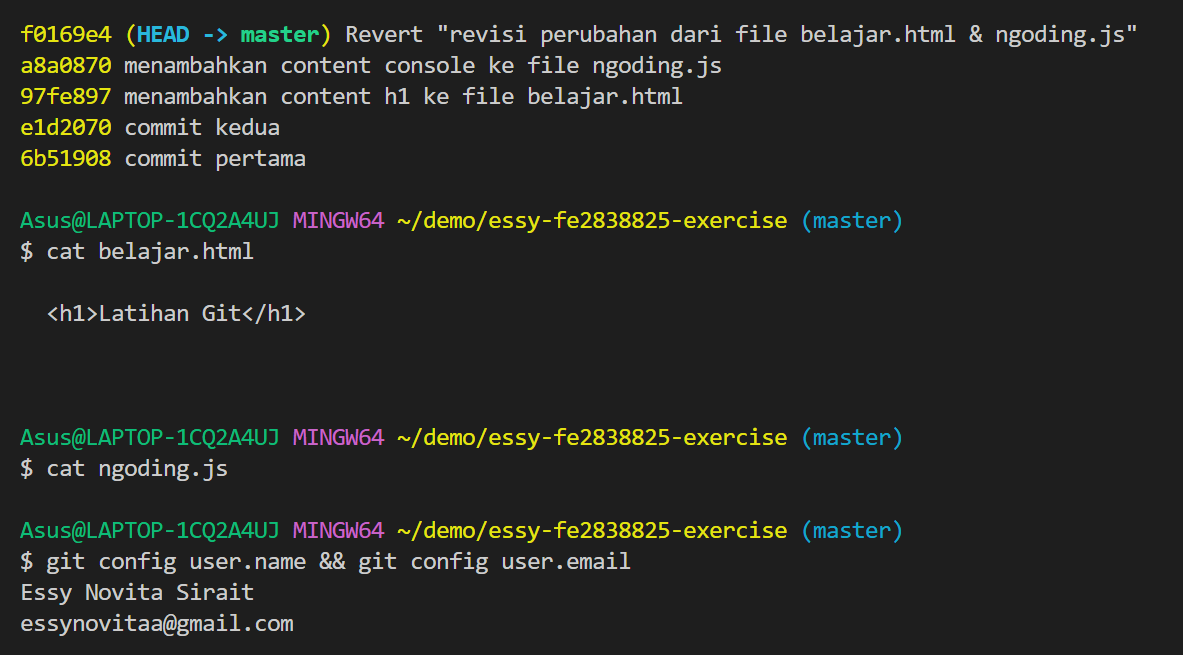 f0169e4 (HEAD -> master) Revert "revisi perubahan dari file belajar.html & ngoding.js"
a8a0870 menambahkan content console ke file ngoding.js
97fe897 menambahkan content h1 ke file belajar.html
e1d2070 commit kedua
6b51908 commit pertama
Asus@LAPTOP-1CQ2A4UJ MINGW64 ~/demo/essy-fe2838825-exercise (master)
$ cat belajar.html
<h1>Latihan Git</h1>
Asus@LAPTOP-1CQ2A4UJ MINGW64 ~/demo/essy-fe2838825-exercise (master)
$ cat ngoding.js
Asus@LAPTOP-1CQ2A4UJ MINGW64 ~/demo/essy-fe2838825-exercise (master)
$ git config user.name && git config user.email
Essy Novita Sirait
essynovitaa@gmail.com